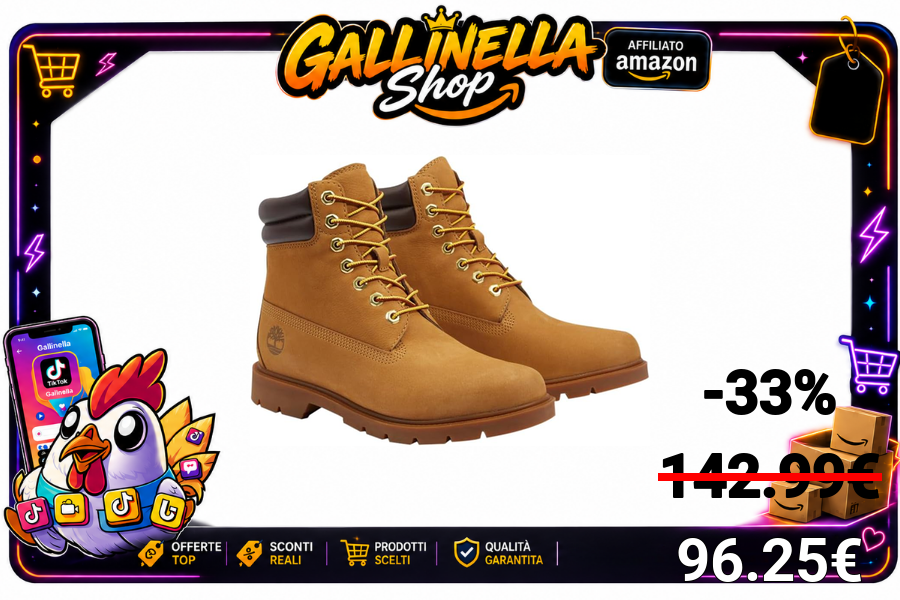 GALLINELLA
Shop
AFFILIATO
amazon
Gallinella
TikTok
Gallinella
-33%
142.99€
96.25€
OFFERTE
TOP
SCONTI
REALI
PRODOTTI
SCELTI
QUALITÀ
GARANTITA